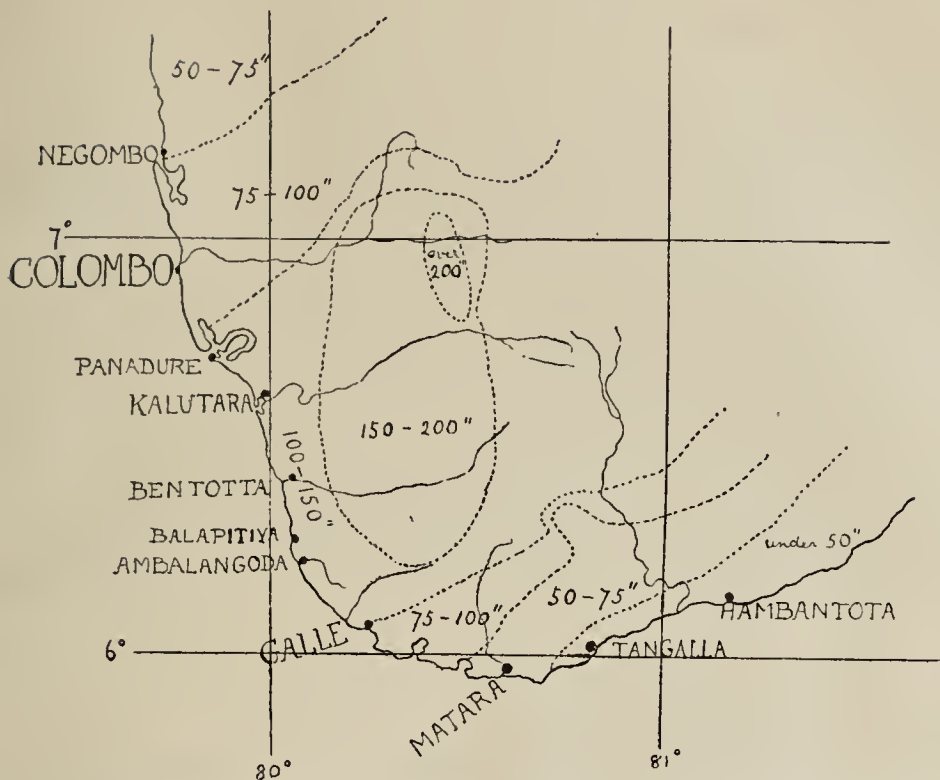 50-75"
NEGOMBO
75-100"
7°
COLOMBO
over
200"
PANADURE
KALUTARA
150-200"
100-150"
BENTOTTA
BALAPITIYA
under 50"
AMBALANGODA
50-75"
HAMBANTOTA
75-100"
GALLE
6°
TANGALLA
MATARA
80°
81°